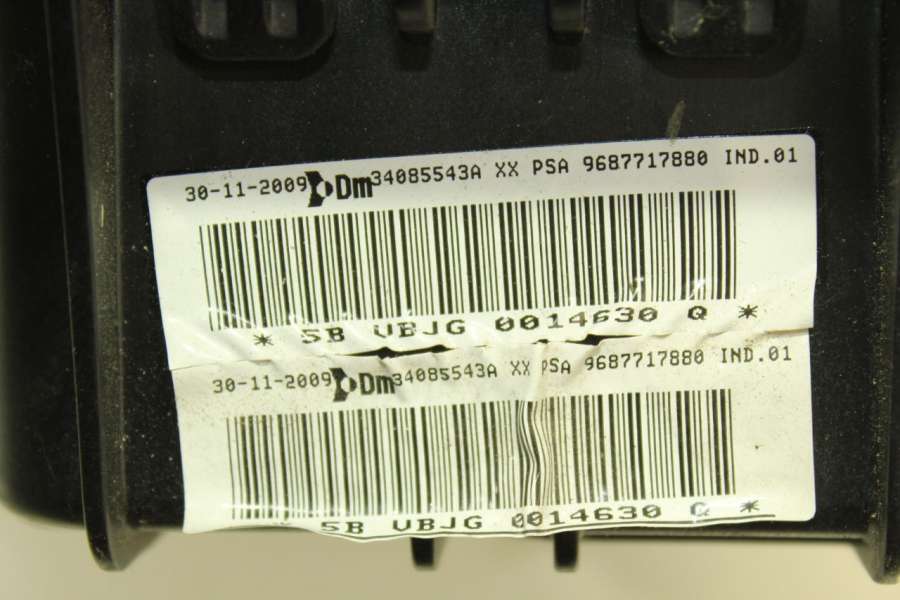 30-11-2009 Dm 34085543A XX PSA 9687717880 IND.01
* 5B VBJG 0014630 Q *
30-11-2009 Dm 34085543A XX PSA 9687717880 IND.01
5B VBJG 0014630 Q *